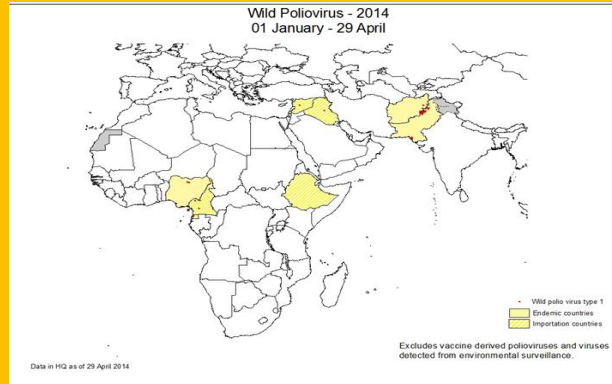 Wild Poliovirus - 2014
01 January - 29 April
Wild polio virus type 1
Endemic countries
Importation countries
Excludes vaccine derived polioviruses and viruses
detected from environmental surveillance.
Data in HQ as of 29 April 2014